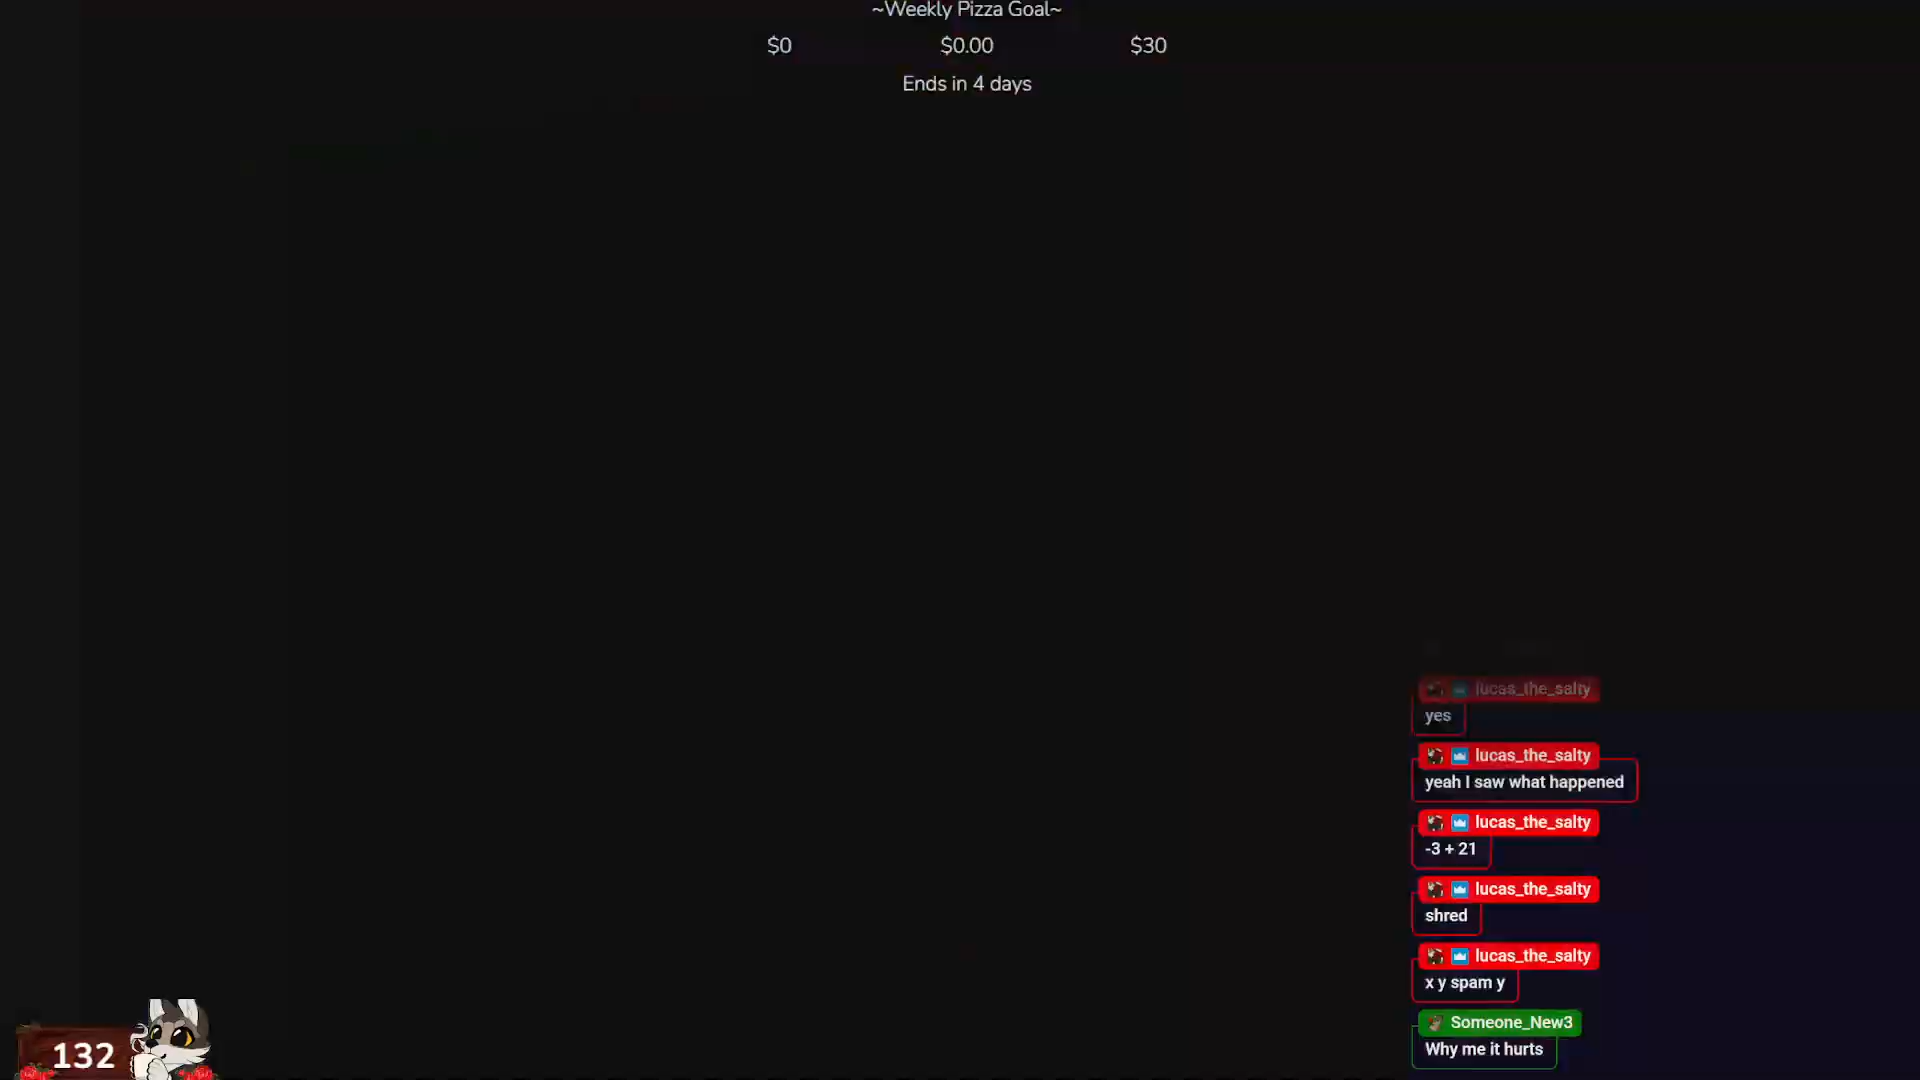 ~Weekly Pizza Goal~
$0 $0.00 $30
Ends in 4 days
lucas_the_salty
yes
lucas_the_salty
yeah I saw what happened
lucas_the_salty
-3 + 21
lucas_the_salty
shred
lucas_the_salty
x y spam y
Someone_New3
Why me it hurts
132